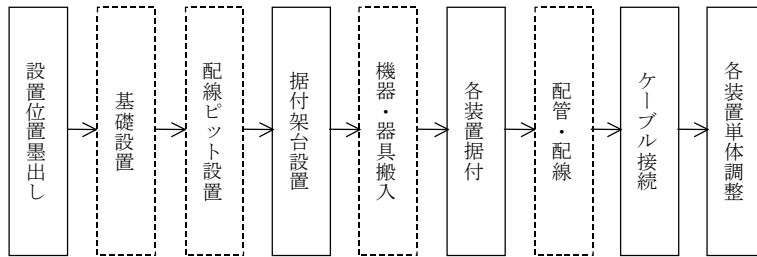 設置位置墨出し
基礎設置
配線ピット設置
据付架台設置
機器・器具搬入
各装置据付
配管・配線
ケーブル接続
各装置単体調整